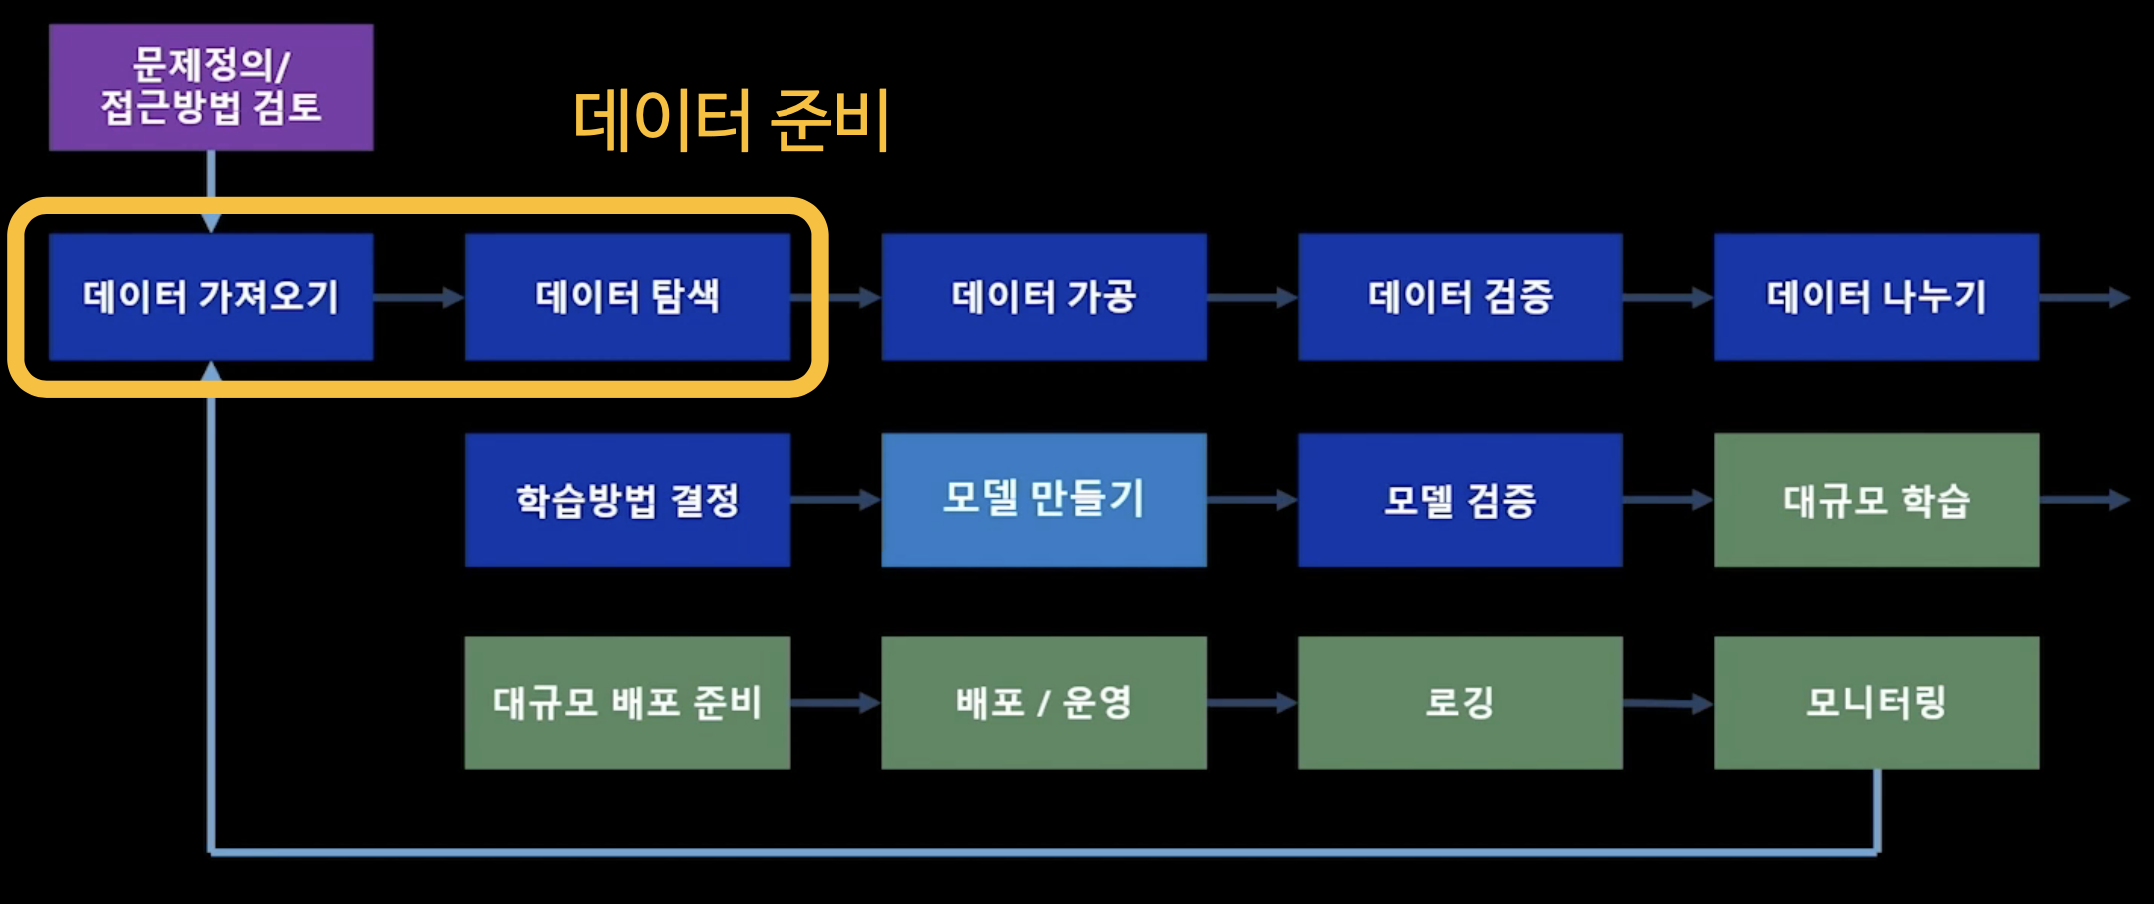 문제정의/
접근방법 검토
데이터 준비
데이터 가져오기
데이터 탐색
데이터 가공
데이터 검증
데이터 나누기
학습방법 결정
모델 만들기
모델 검증
대규모 학습
대규모 배포 준비
배포 / 운영
로깅
모니터링